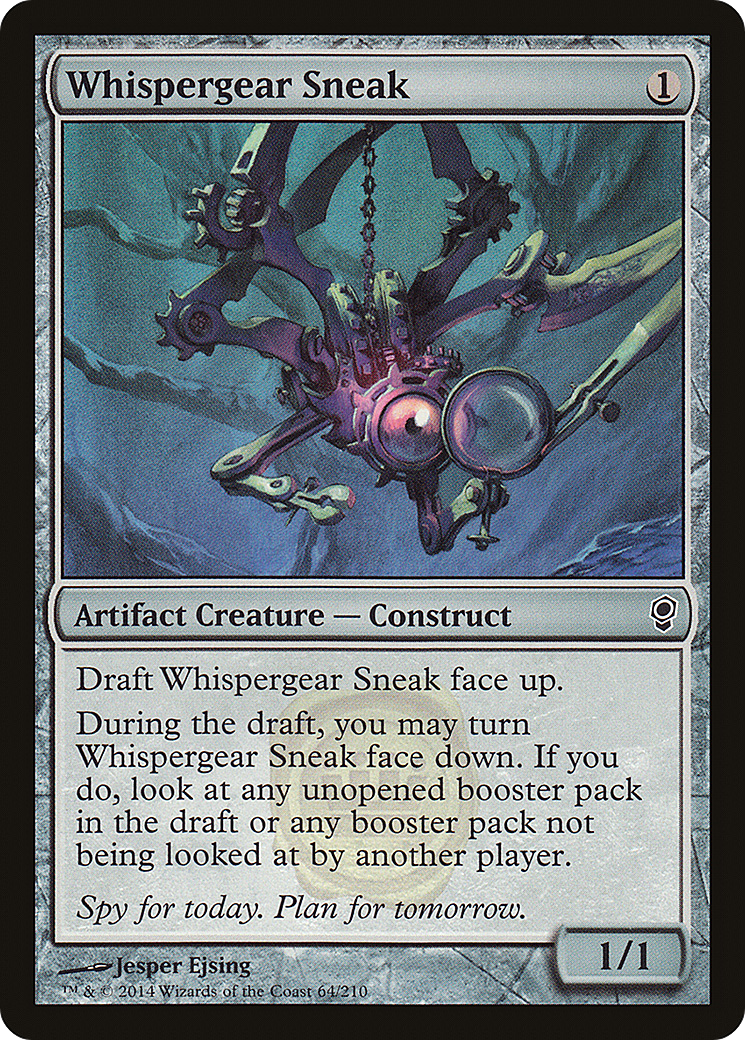 Whispergear Sneak 1
Artifact Creature — Construct
Draft Whispergear Sneak face up.
During the draft, you may turn
Whispergear Sneak face down. If you
do, look at any unopened booster pack
in the draft or any booster pack not
being looked at by another player.
Spy for today. Plan for tomorrow.
1/1
Jesper Ejsing
™ & © 2014 Wizards of the Coast 64/210